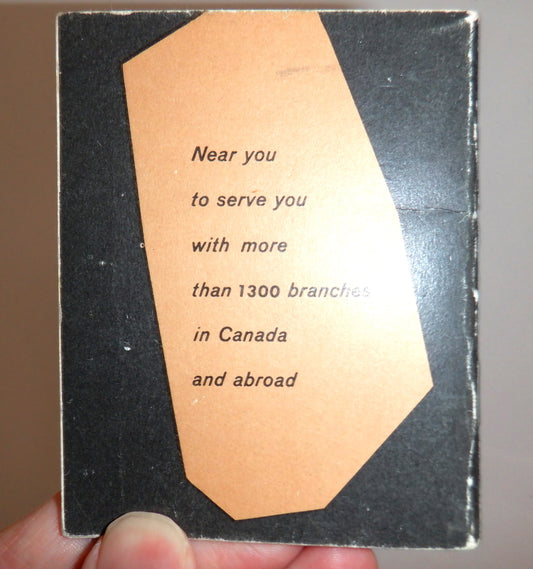 Near you
to serve you
with more
than 1300 branches
in Canada
and abroad